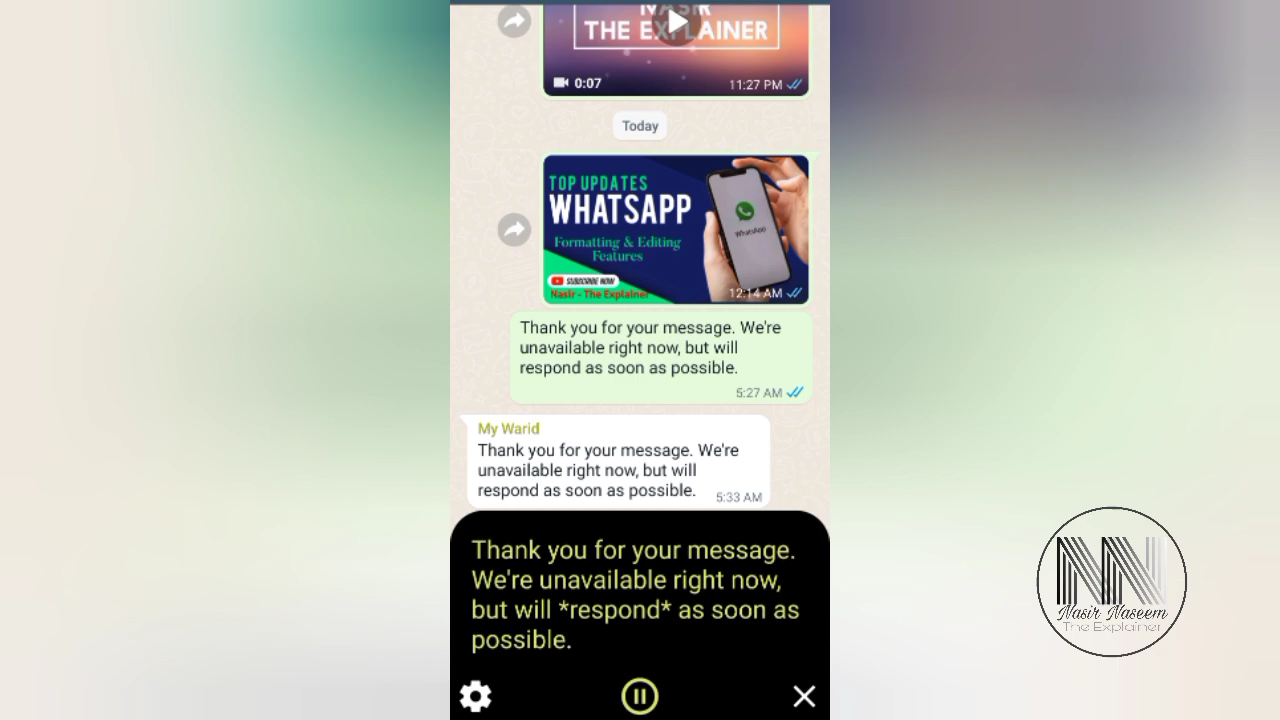 NASIR
THE EXPLAINER
0:07
11:27 PM
Today
TOP UPDATES
WHATSAPP
WhatsApp
Formatting & Editing
Features
SUBSCRIBE NOW
Nasir - The Explainer
12:14 AM
Thank you for your message. We're
unavailable right now, but will
respond as soon as possible.
5:27 AM
My Warid
Thank you for your message. We're
unavailable right now, but will
respond as soon as possible.
5:33 AM
Thank you for your message.
We're unavailable right now,
but will *respond* as soon as
possible.
NN
Nasir Naseem
The Explainer